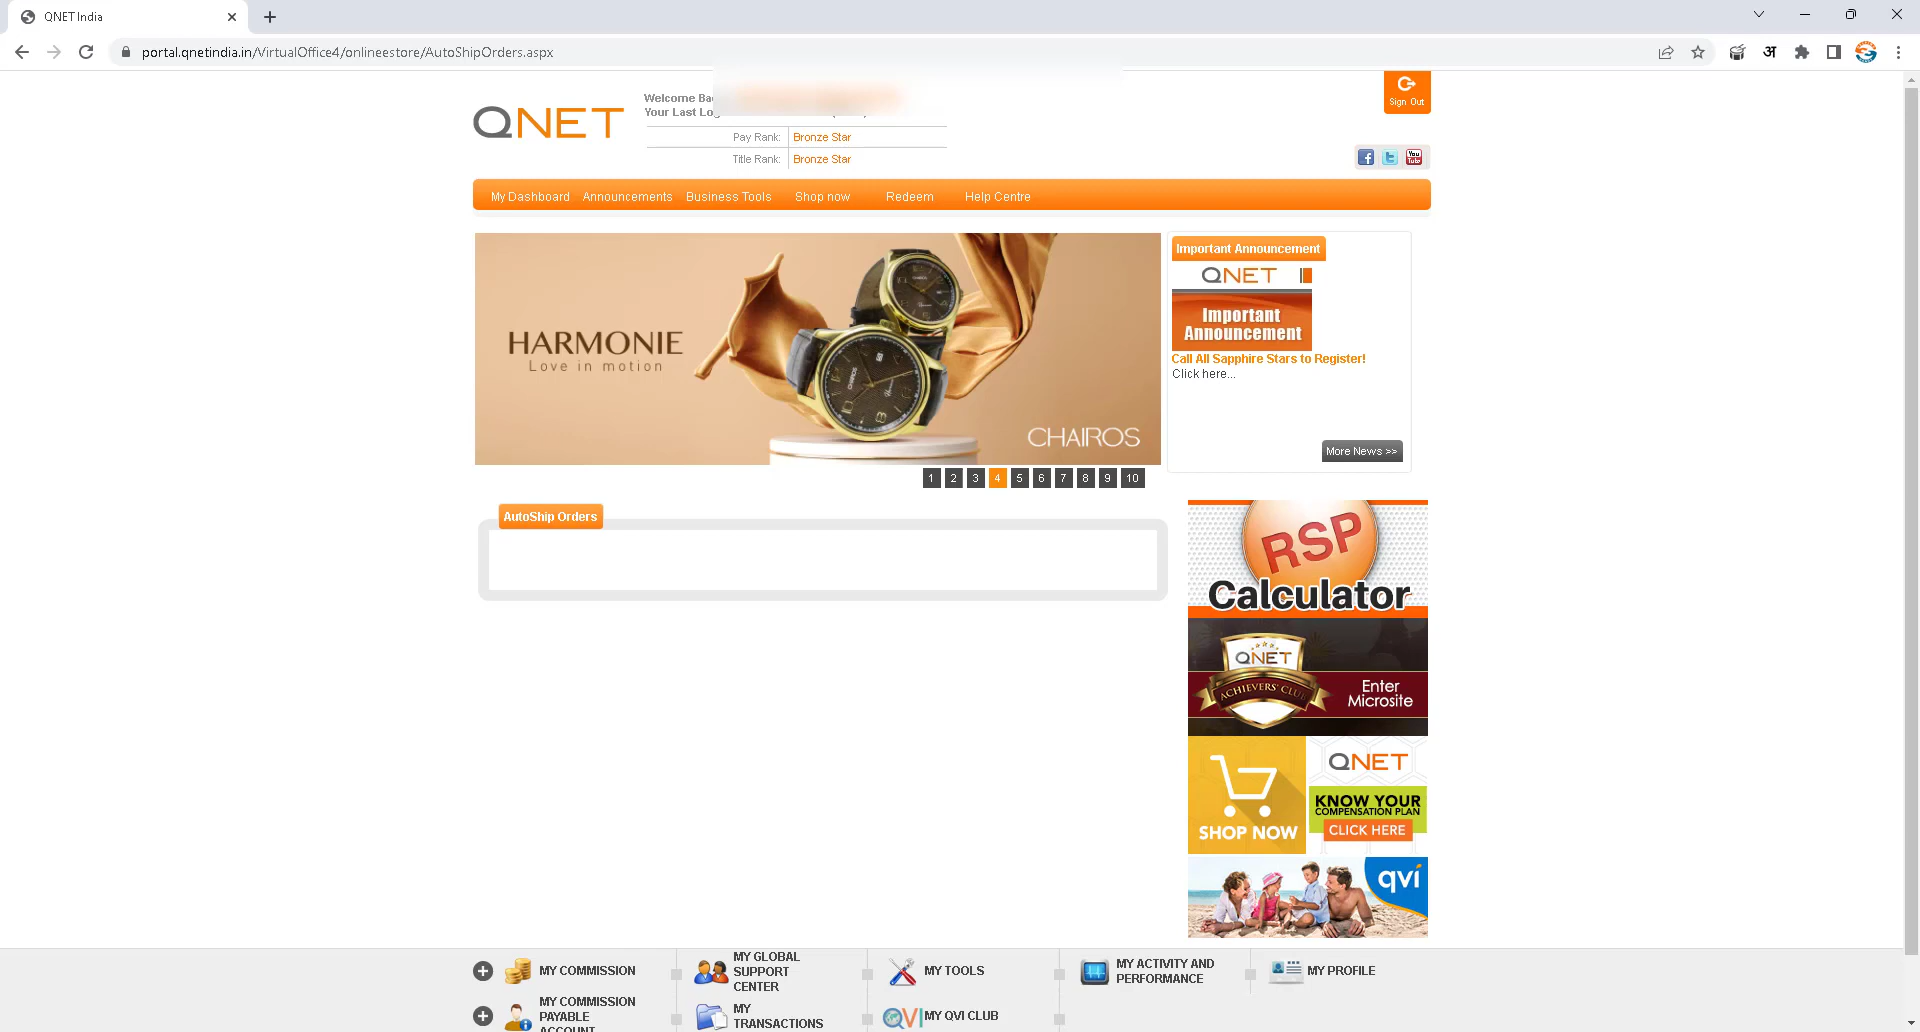 QNET India
portal.qnetindia.in/VirtualOffice4/onlineestore/AutoShipOrders.aspx
अ
QNET
Welcome
Your Last
Pay Rank: Bronze Star
Title Rank: Bronze Star
Sign Out
You Tube
My Dashboard Announcements Business Tools Shop now Redeem Help Centre
HARMONIE
Love in motion
CHAIROS
CHAIROS
1 2 3 4 5 6 7 8 9 10
Important Announcement
QNET
Important
Announcement
Call All Sapphire Stars to Register!
Click here...
More News >>
AutoShip Orders
RSP
Calculator
QNET
ACHIEVERS' CLUB
Enter
Microsite
SHOP NOW
QNET
KNOW YOUR
COMPENSATION PLAN
CLICK HERE
qvi
MY COMMISSION
MY GLOBAL
SUPPORT
CENTER
MY TOOLS
MY ACTIVITY AND
PERFORMANCE
MY PROFILE
MY COMMISSION
PAYABLE
ACCOUNT
MY
TRANSACTIONS
QVI
MY QVI CLUB